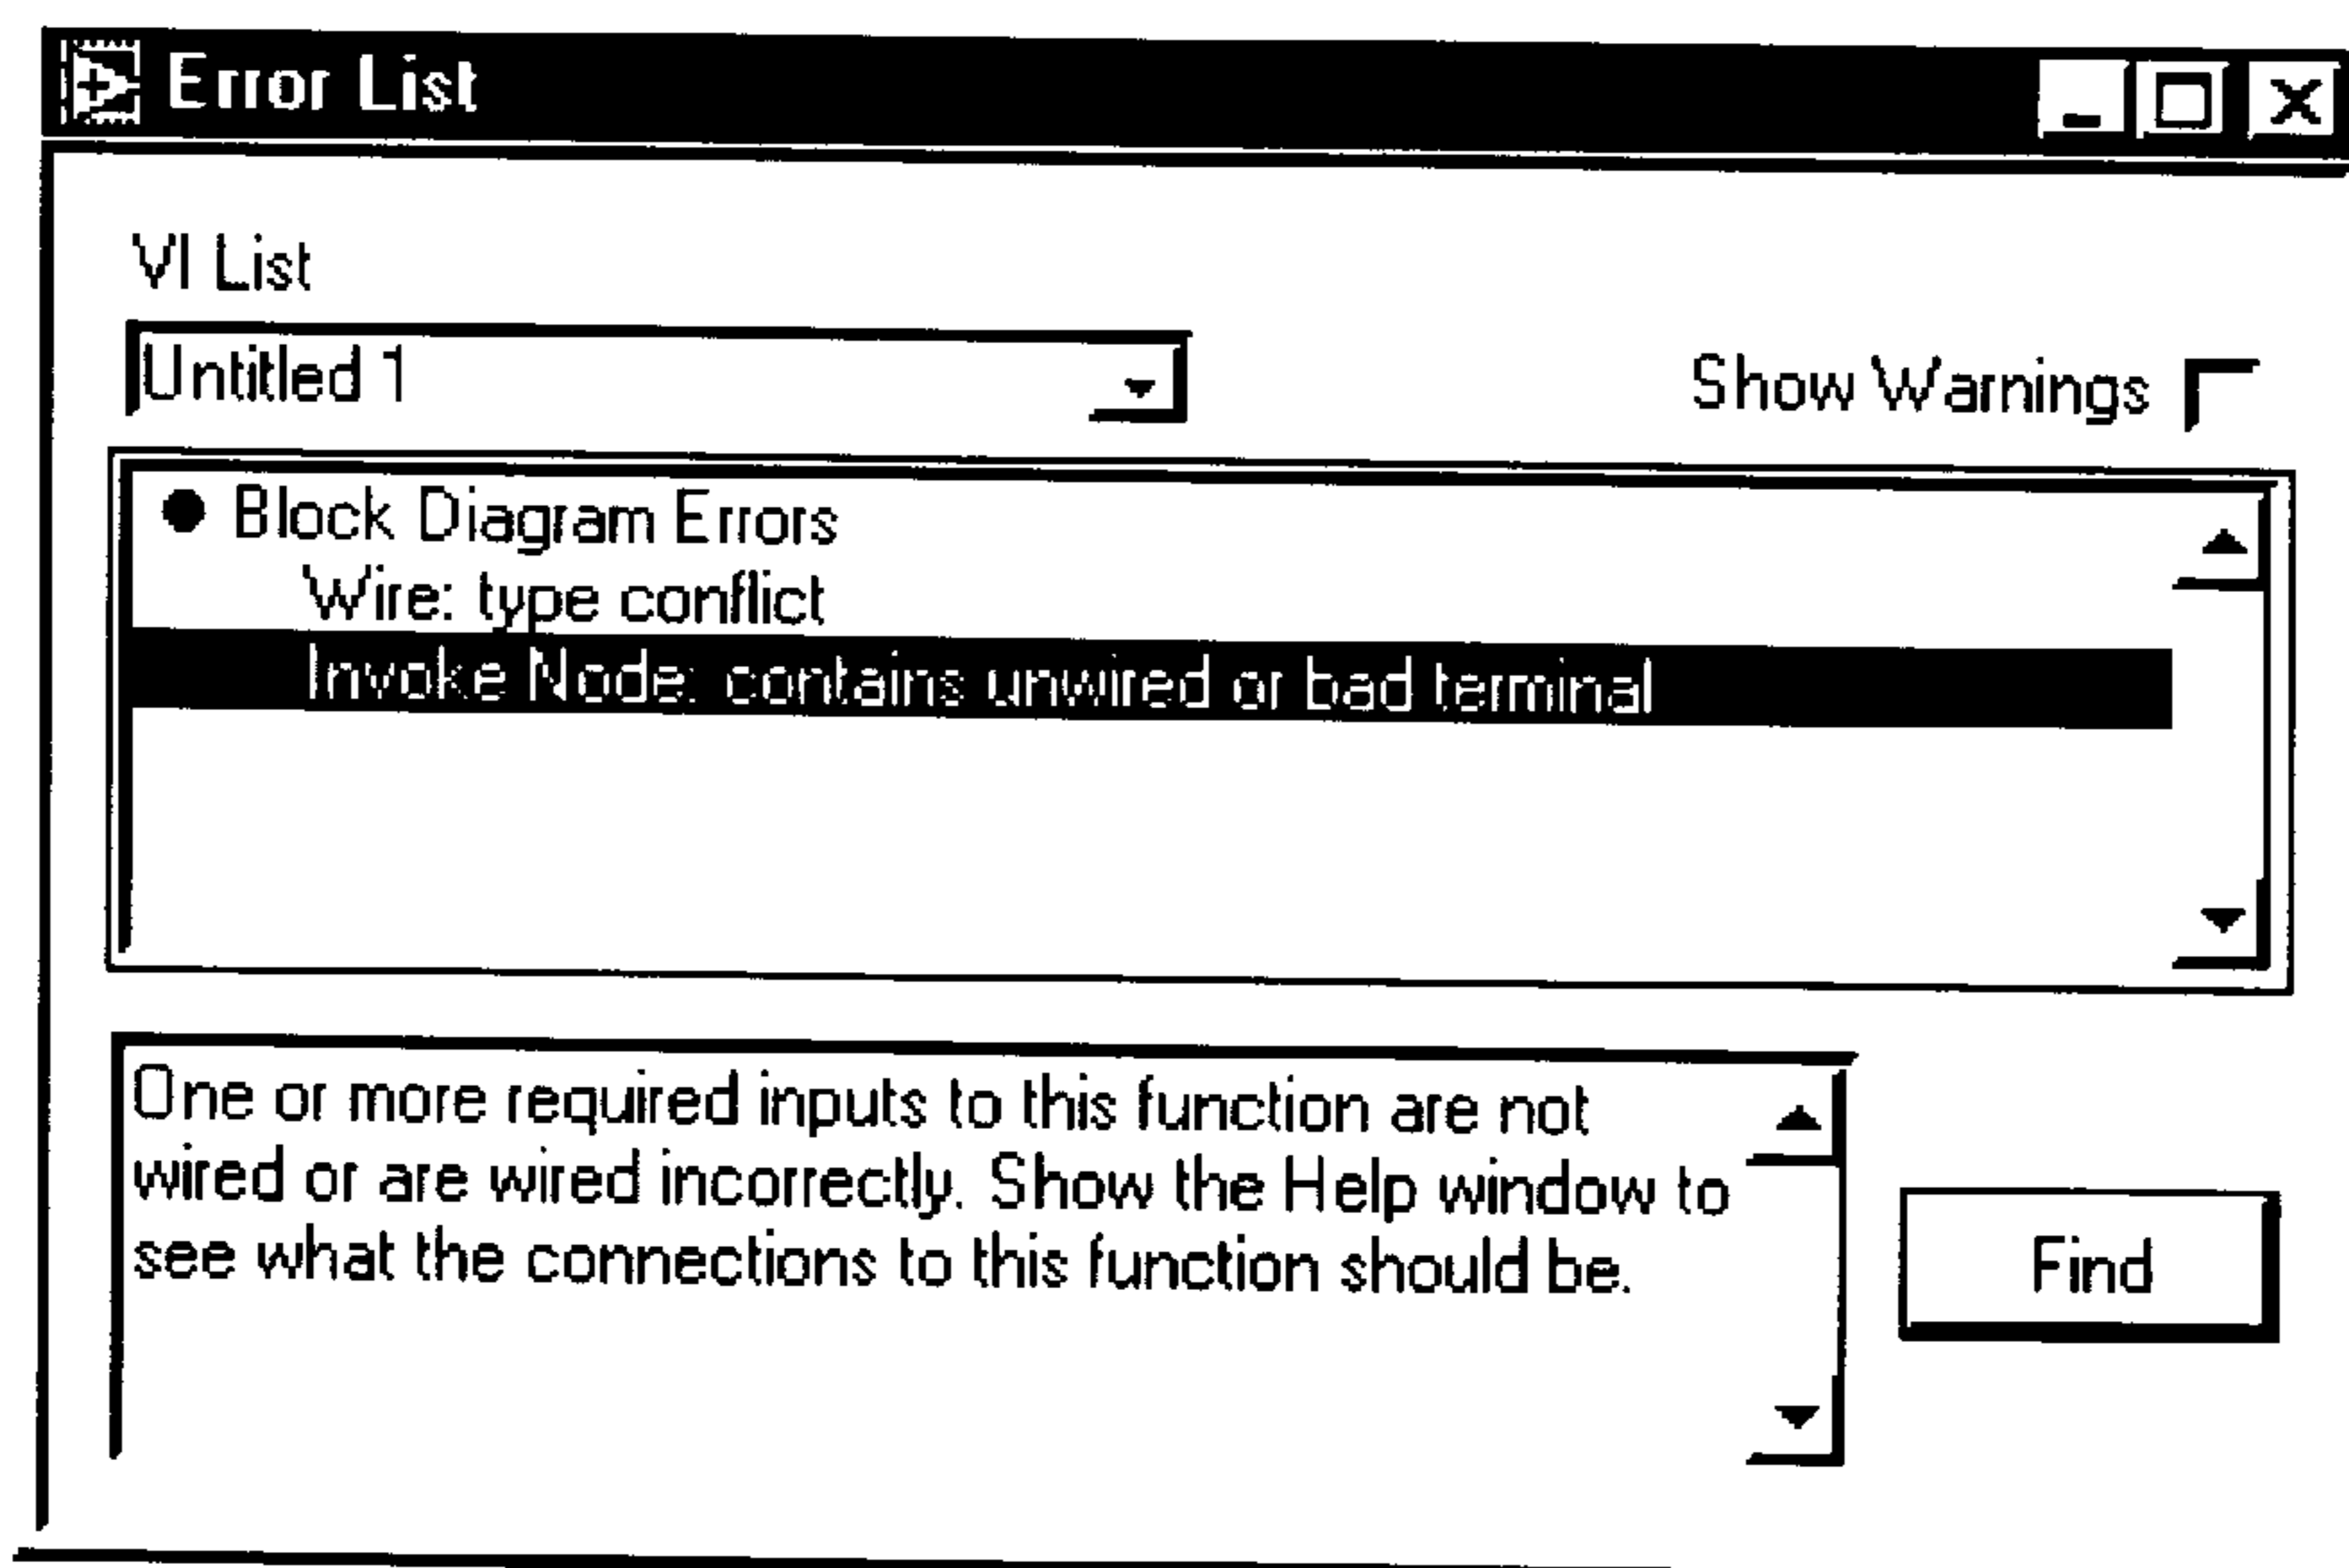 Error List
VI List
Untitled 1
Show Warnings
Block Diagram Errors
Wire: type conflict
Invoke Node: contains unwired or bad terminal
One or more required inputs to this function are not
wired or are wired incorrectly. Show the Help window to
see what the connections to this function should be.
Find